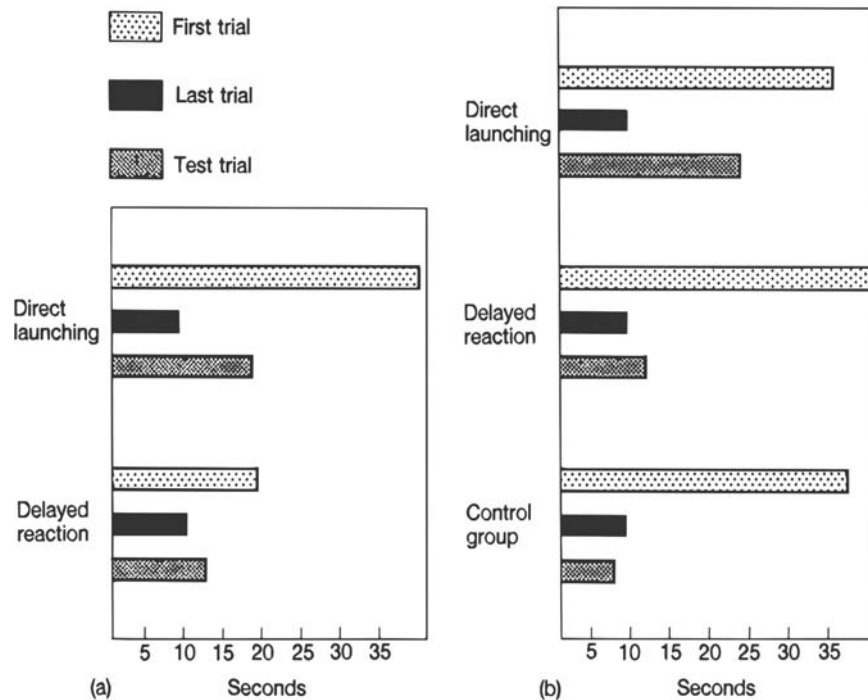 First trial
Last trial
Test trial
Direct
launching
Delayed
reaction
5 10 15 20 25 30 35
(a) Seconds
Direct
launching
Delayed
reaction
Control
group
5 10 15 20 25 30 35
(b) Seconds